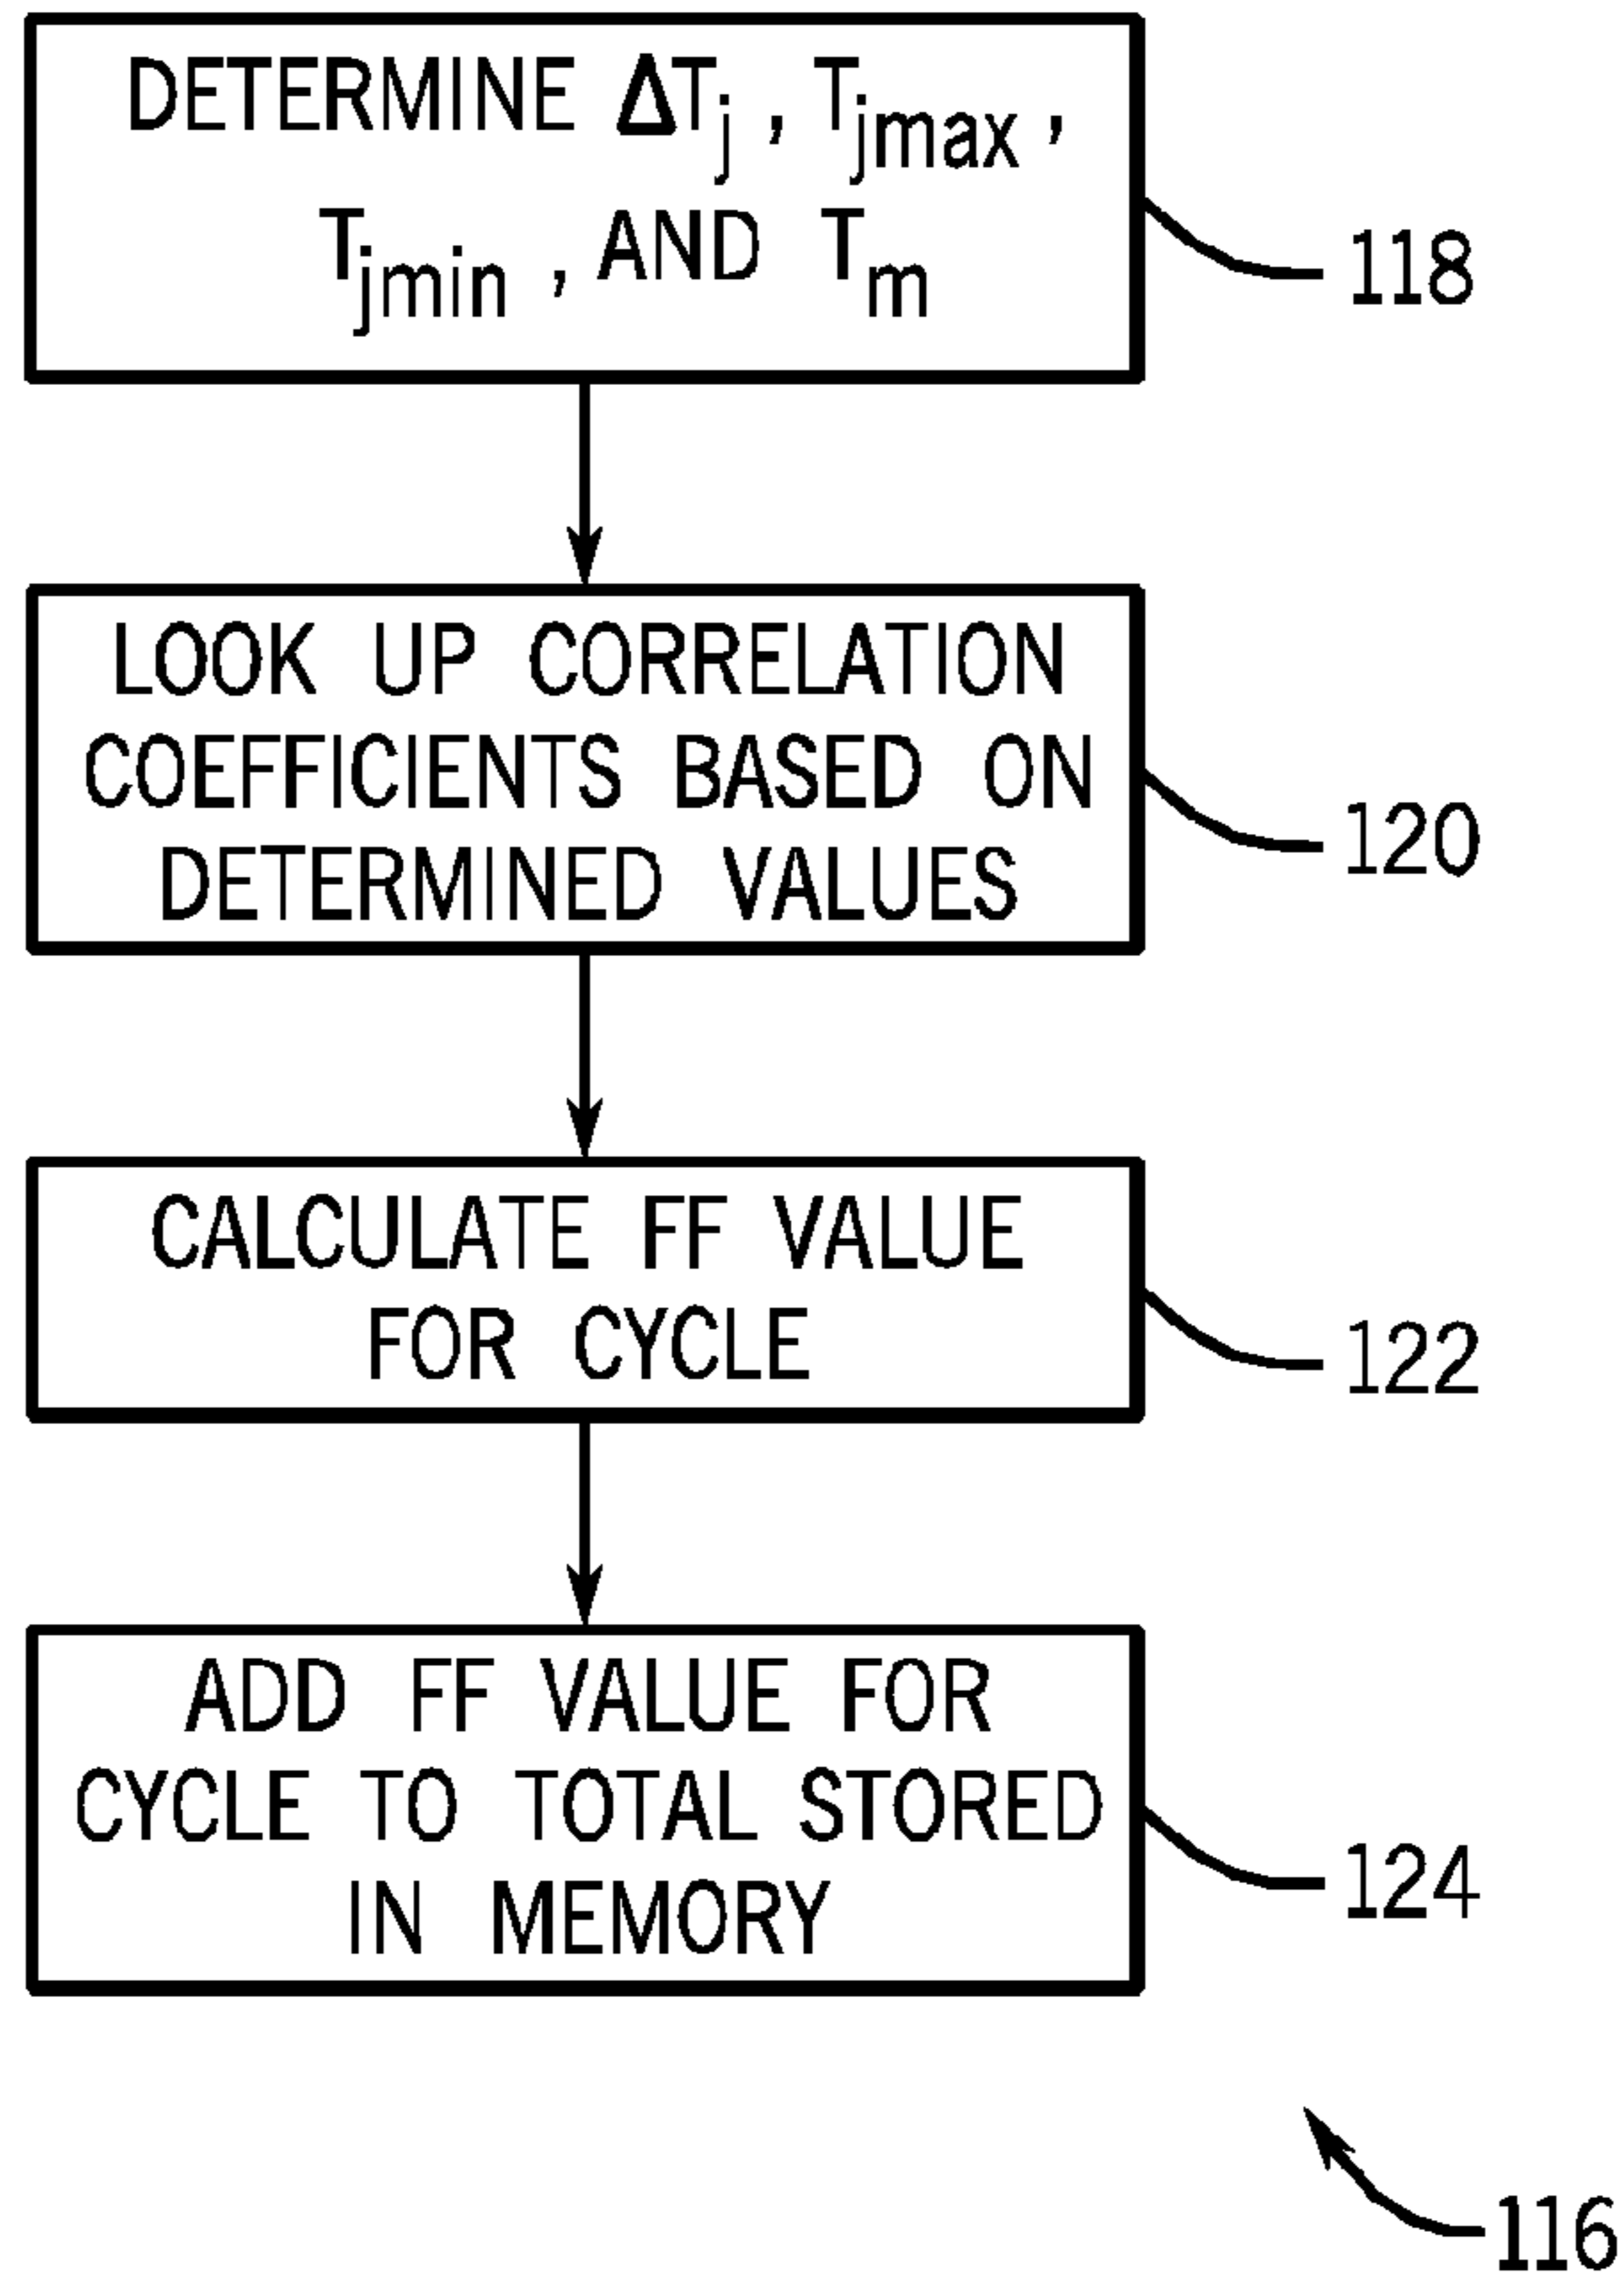 DETERMINE ΔTj , Tjmax ,
Tjmin , AND Tm
118
LOOK UP CORRELATION
COEFFICIENTS BASED ON
DETERMINED VALUES
120
CALCULATE FF VALUE
FOR CYCLE
122
ADD FF VALUE FOR
CYCLE TO TOTAL STORED
IN MEMORY
124
116